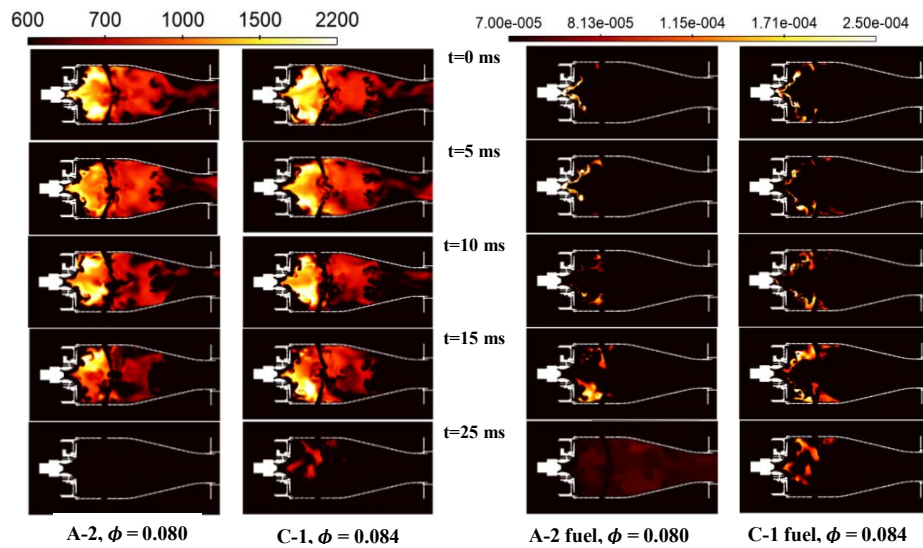 600 700 1000 1500 2200
7.00e-005 8.13e-005 1.15e-004 1.71e-004 2.50e-004
t=0 ms
t=5 ms
t=10 ms
t=15 ms
t=25 ms
A-2, ϕ = 0.080 C-1, ϕ = 0.084 A-2 fuel, ϕ = 0.080 C-1 fuel, ϕ = 0.084